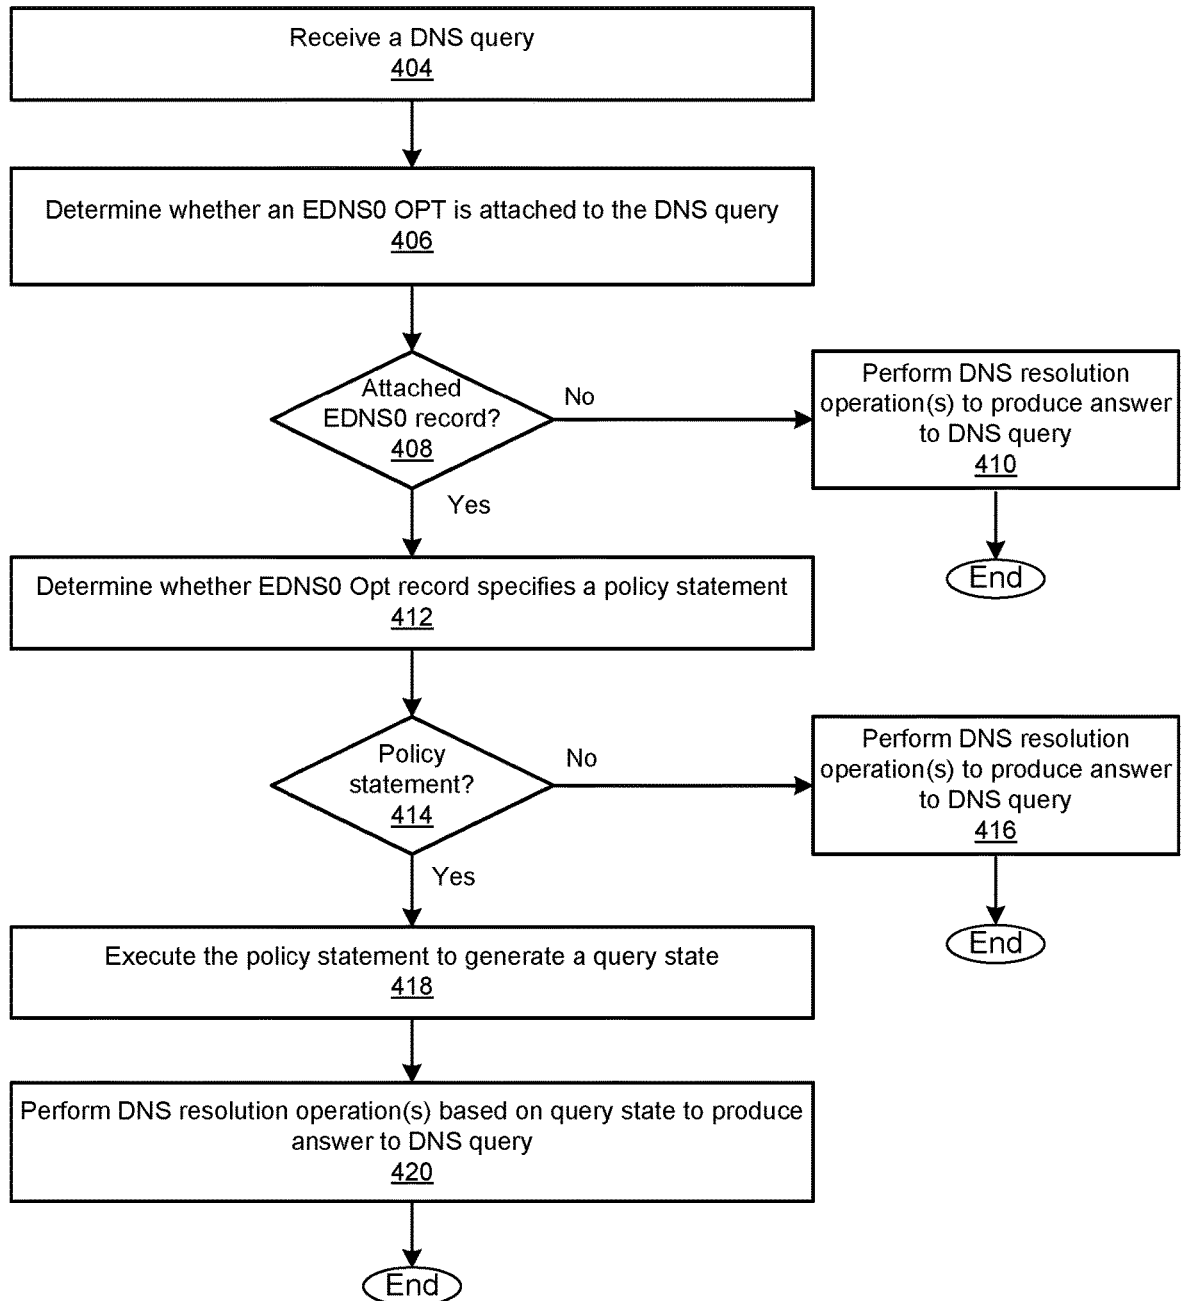 Receive a DNS query
404
Determine whether an EDNS0 OPT is attached to the DNS query
406
Attached
EDNS0 record?
408
No
Perform DNS resolution
operation(s) to produce answer
to DNS query
410
End
Yes
Determine whether EDNS0 Opt record specifies a policy statement
412
Policy
statement?
414
No
Perform DNS resolution
operation(s) to produce answer
to DNS query
416
End
Yes
Execute the policy statement to generate a query state
418
Perform DNS resolution operation(s) based on query state to produce
answer to DNS query
420
End